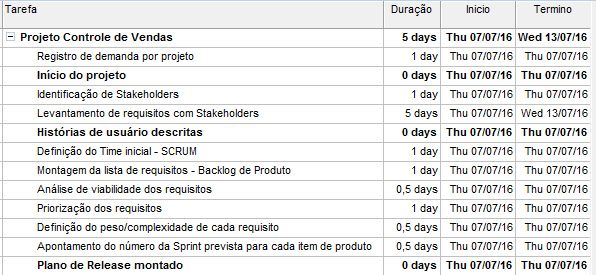 Tarefa Duração Inicio Termino
Projeto Controle de Vendas 5 days Thu 07/07/16 Wed 13/07/16
Registro de demanda por projeto 1 day Thu 07/07/16 Thu 07/07/16
Início do projeto 0 days Thu 07/07/16 Thu 07/07/16
Identificação de Stakeholders 1 day Thu 07/07/16 Thu 07/07/16
Levantamento de requisitos com Stakeholders 5 days Thu 07/07/16 Wed 13/07/16
Histórias de usuário descritas 0 days Thu 07/07/16 Thu 07/07/16
Definição do Time inicial - SCRUM 1 day Thu 07/07/16 Thu 07/07/16
Montagem da lista de requisitos - Backlog de Produto 1 day Thu 07/07/16 Thu 07/07/16
Análise de viabilidade dos requisitos 0,5 days Thu 07/07/16 Thu 07/07/16
Priorização dos requisitos 1 day Thu 07/07/16 Thu 07/07/16
Definição do peso/complexidade de cada requisito 0,5 days Thu 07/07/16 Thu 07/07/16
Apontamento do número da Sprint prevista para cada item de produto 0,5 days Thu 07/07/16 Thu 07/07/16
Plano de Release montado 0 days Thu 07/07/16 Thu 07/07/16